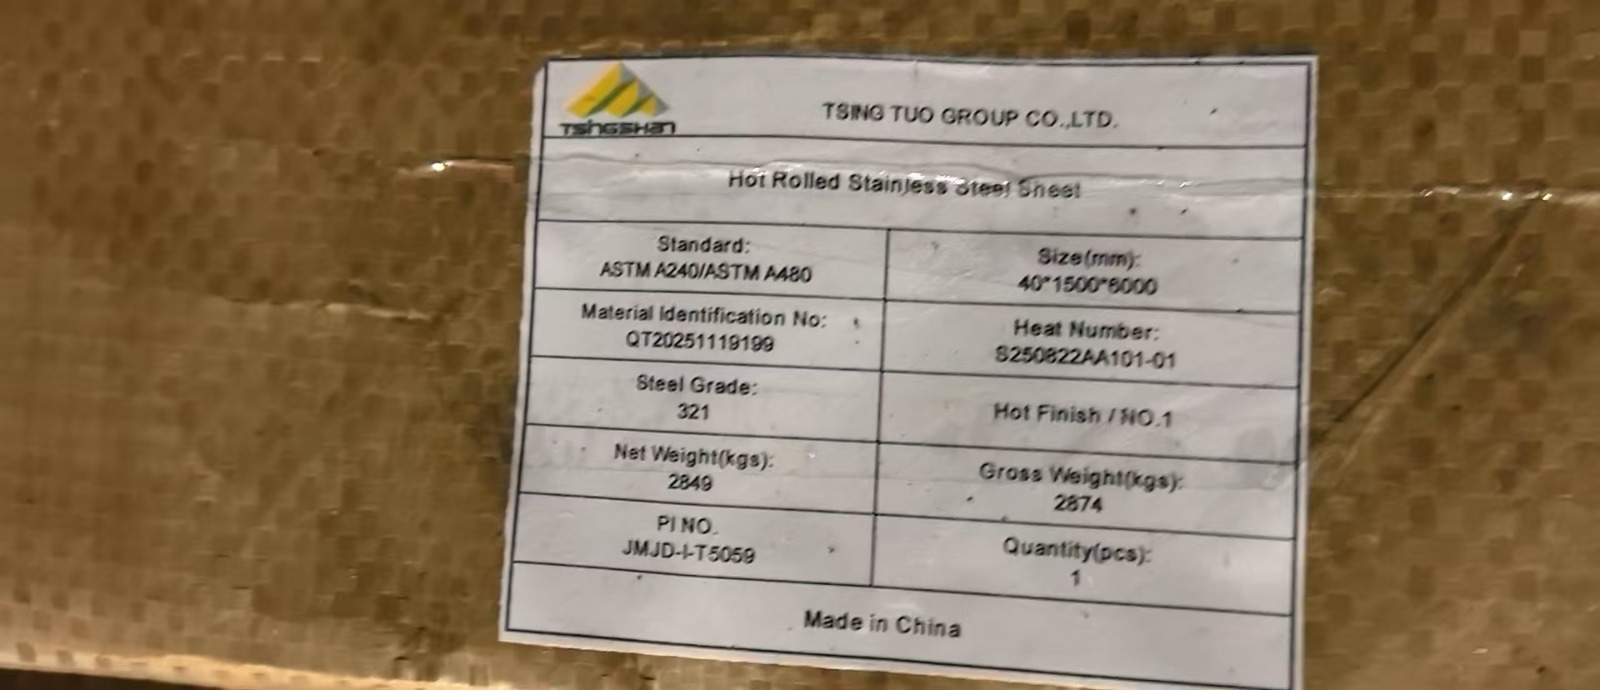 TSINGSHAN
TSING TUO GROUP CO.,LTD.
Hot Rolled Stainless Steel Sheet
Standard:
ASTM A240/ASTM A480
Size(mm):
40*1500*6000
Material Identification No:
QT20251119199
Heat Number:
S250822AA101-01
Steel Grade:
321
Hot Finish / NO.1
Net Weight(kgs):
2849
Gross Weight(kgs):
2874
PI NO.
JMJD-I-T5059
Quantity(pcs):
1
Made in China